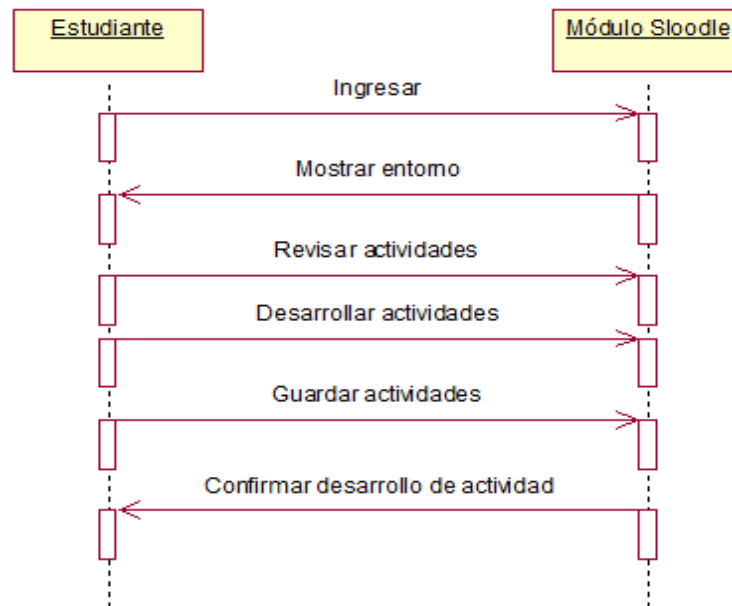 Estudiante
Módulo Sloodle
Ingresar
Mostrar entorno
Revisar actividades
Desarrollar actividades
Guardar actividades
Confirmar desarrollo de actividad